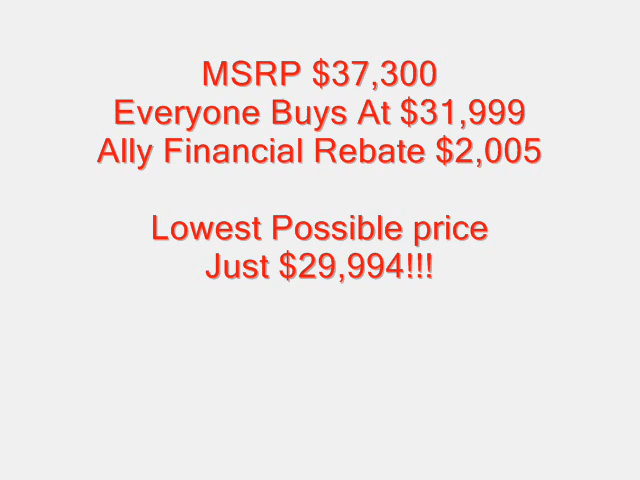 MSRP $37,300
Everyone Buys At $31,999
Ally Financial Rebate $2,005
Lowest Possible price
Just $29,994!!!